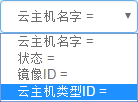 云主机名字 =
云主机名字 =
状态 =
镜像ID =
云主机类型ID =